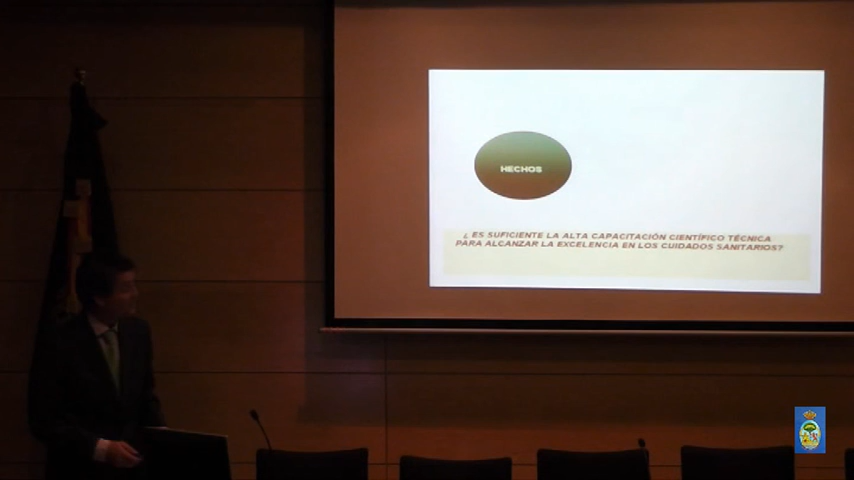 HECHOS
¿ ES SUFICIENTE LA ALTA CAPACITACIÓN CIENTÍFICO TÉCNICA
PARA ALCANZAR LA EXCELENCIA EN LOS CUIDADOS SANITARIOS?